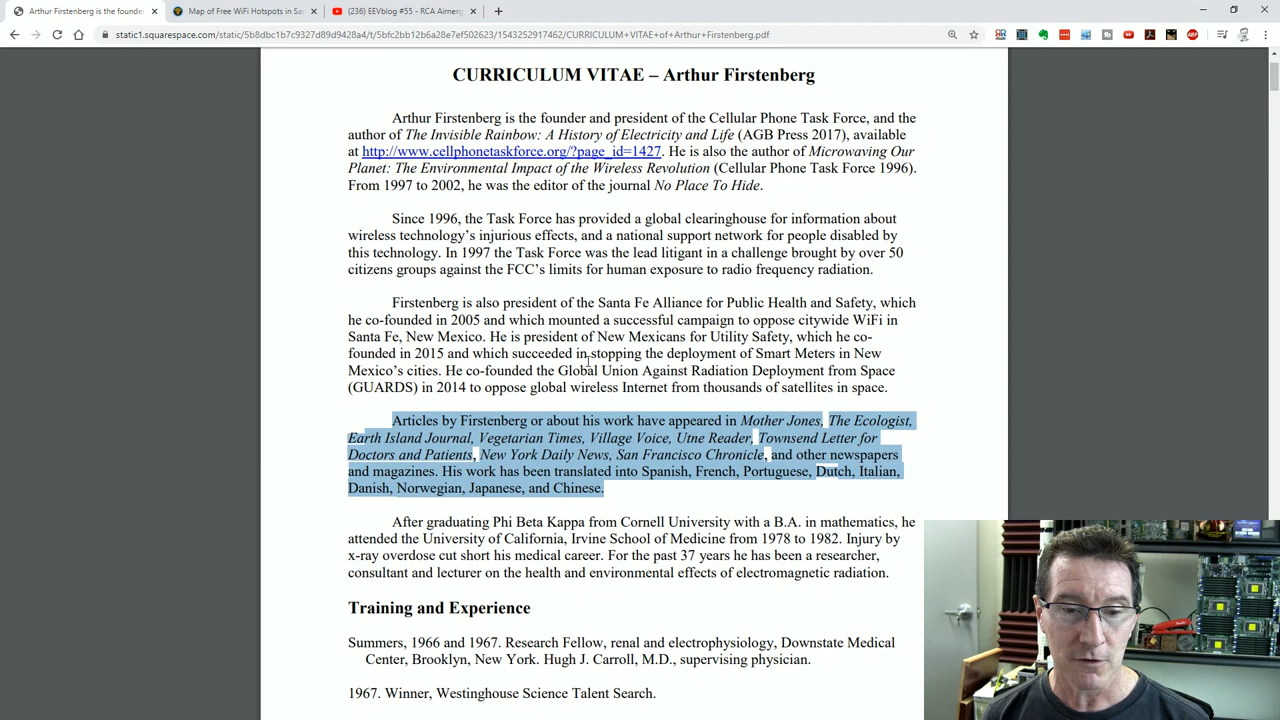 Arthur Firstenberg is the founde
Map of Free WiFi Hotspots in Sa
(236) EEVblog #55 - RCA Airnerg
static1.squarespace.com/static/5b8dbc1b7c9327d89d9428a4/t/5bfc2bb12b6a28e7ef502623/1543252917462/CURRICULUM+VITAE+of+Arthur+Firstenberg.pdf
CURRICULUM VITAE – Arthur Firstenberg
Arthur Firstenberg is the founder and president of the Cellular Phone Task Force, and the
author of The Invisible Rainbow: A History of Electricity and Life (AGB Press 2017), available
at http://www.cellphonetaskforce.org/?page_id=1427. He is also the author of Microwaving Our
Planet: The Environmental Impact of the Wireless Revolution (Cellular Phone Task Force 1996).
From 1997 to 2002, he was the editor of the journal No Place To Hide.
Since 1996, the Task Force has provided a global clearinghouse for information about
wireless technology's injurious effects, and a national support network for people disabled by
this technology. In 1997 the Task Force was the lead litigant in a challenge brought by over 50
citizens groups against the FCC's limits for human exposure to radio frequency radiation.
Firstenberg is also president of the Santa Fe Alliance for Public Health and Safety, which
he co-founded in 2005 and which mounted a successful campaign to oppose citywide WiFi in
Santa Fe, New Mexico. He is president of New Mexicans for Utility Safety, which he co-
founded in 2015 and which succeeded in stopping the deployment of Smart Meters in New
Mexico's cities. He co-founded the Global Union Against Radiation Deployment from Space
(GUARDS) in 2014 to oppose global wireless Internet from thousands of satellites in space.
Articles by Firstenberg or about his work have appeared in Mother Jones, The Ecologist,
Earth Island Journal, Vegetarian Times, Village Voice, Utne Reader, Townsend Letter for
Doctors and Patients, New York Daily News, San Francisco Chronicle, and other newspapers
and magazines. His work has been translated into Spanish, French, Portuguese, Dutch, Italian,
Danish, Norwegian, Japanese, and Chinese.
After graduating Phi Beta Kappa from Cornell University with a B.A. in mathematics, he
attended the University of California, Irvine School of Medicine from 1978 to 1982. Injury by
x-ray overdose cut short his medical career. For the past 37 years he has been a researcher,
consultant and lecturer on the health and environmental effects of electromagnetic radiation.
Training and Experience
Summers, 1966 and 1967. Research Fellow, renal and electrophysiology, Downstate Medical
Center, Brooklyn, New York. Hugh J. Carroll, M.D., supervising physician.
1967. Winner, Westinghouse Science Talent Search.